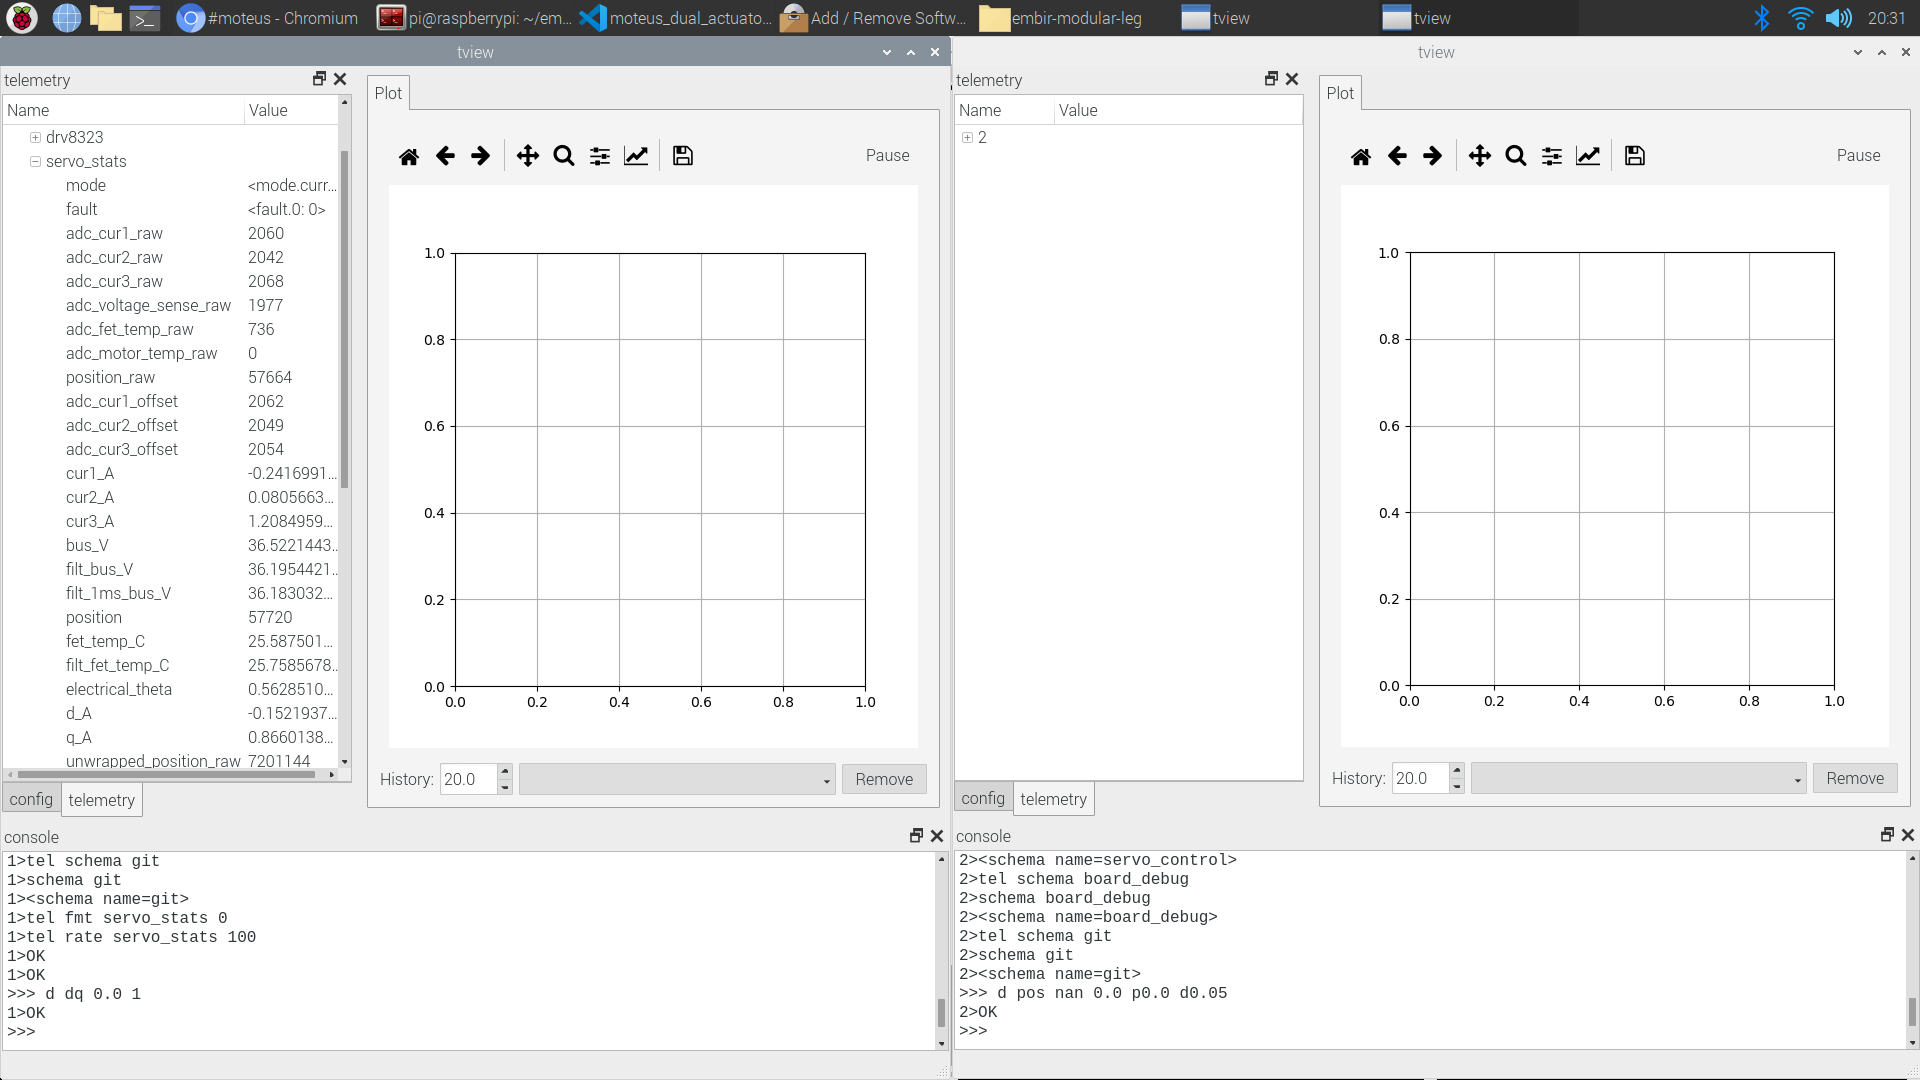 #moteus - Chromium
pi@raspberrypi: ~/em...
moteus_dual_actuato...
Add / Remove Softw...
embir-modular-leg
tview
tview
20:31
tview
telemetry
Name Value
drv8323
servo_stats
mode <mode.curr...
fault <fault.0: 0>
adc_cur1_raw 2060
adc_cur2_raw 2042
adc_cur3_raw 2068
adc_voltage_sense_raw 1977
adc_fet_temp_raw 736
adc_motor_temp_raw 0
position_raw 57664
adc_cur1_offset 2062
adc_cur2_offset 2049
adc_cur3_offset 2054
cur1_A -0.2416991...
cur2_A 0.0805663...
cur3_A 1.2084959...
bus_V 36.5221443...
filt_bus_V 36.1954421...
filt_1ms_bus_V 36.183032...
position 57720
fet_temp_C 25.587501...
filt_fet_temp_C 25.7585678...
electrical_theta 0.5628510...
d_A -0.1521937...
q_A 0.8660138...
unwrapped_position_raw 7201144
config telemetry
Plot
Pause
1.0
0.8
0.6
0.4
0.2
0.0
0.0 0.2 0.4 0.6 0.8 1.0
History: 20.0 Remove
console
1>tel schema git
1>schema git
1><schema name=git>
1>tel fmt servo_stats 0
1>tel rate servo_stats 100
1>OK
1>OK
>>> d dq 0.0 1
1>OK
>>>
tview
telemetry
Name Value
2
config telemetry
Plot
Pause
1.0
0.8
0.6
0.4
0.2
0.0
0.0 0.2 0.4 0.6 0.8 1.0
History: 20.0 Remove
console
2><schema name=servo_control>
2>tel schema board_debug
2>schema board_debug
2><schema name=board_debug>
2>tel schema git
2>schema git
2><schema name=git>
>>> d pos nan 0.0 p0.0 d0.05
2>OK
>>>